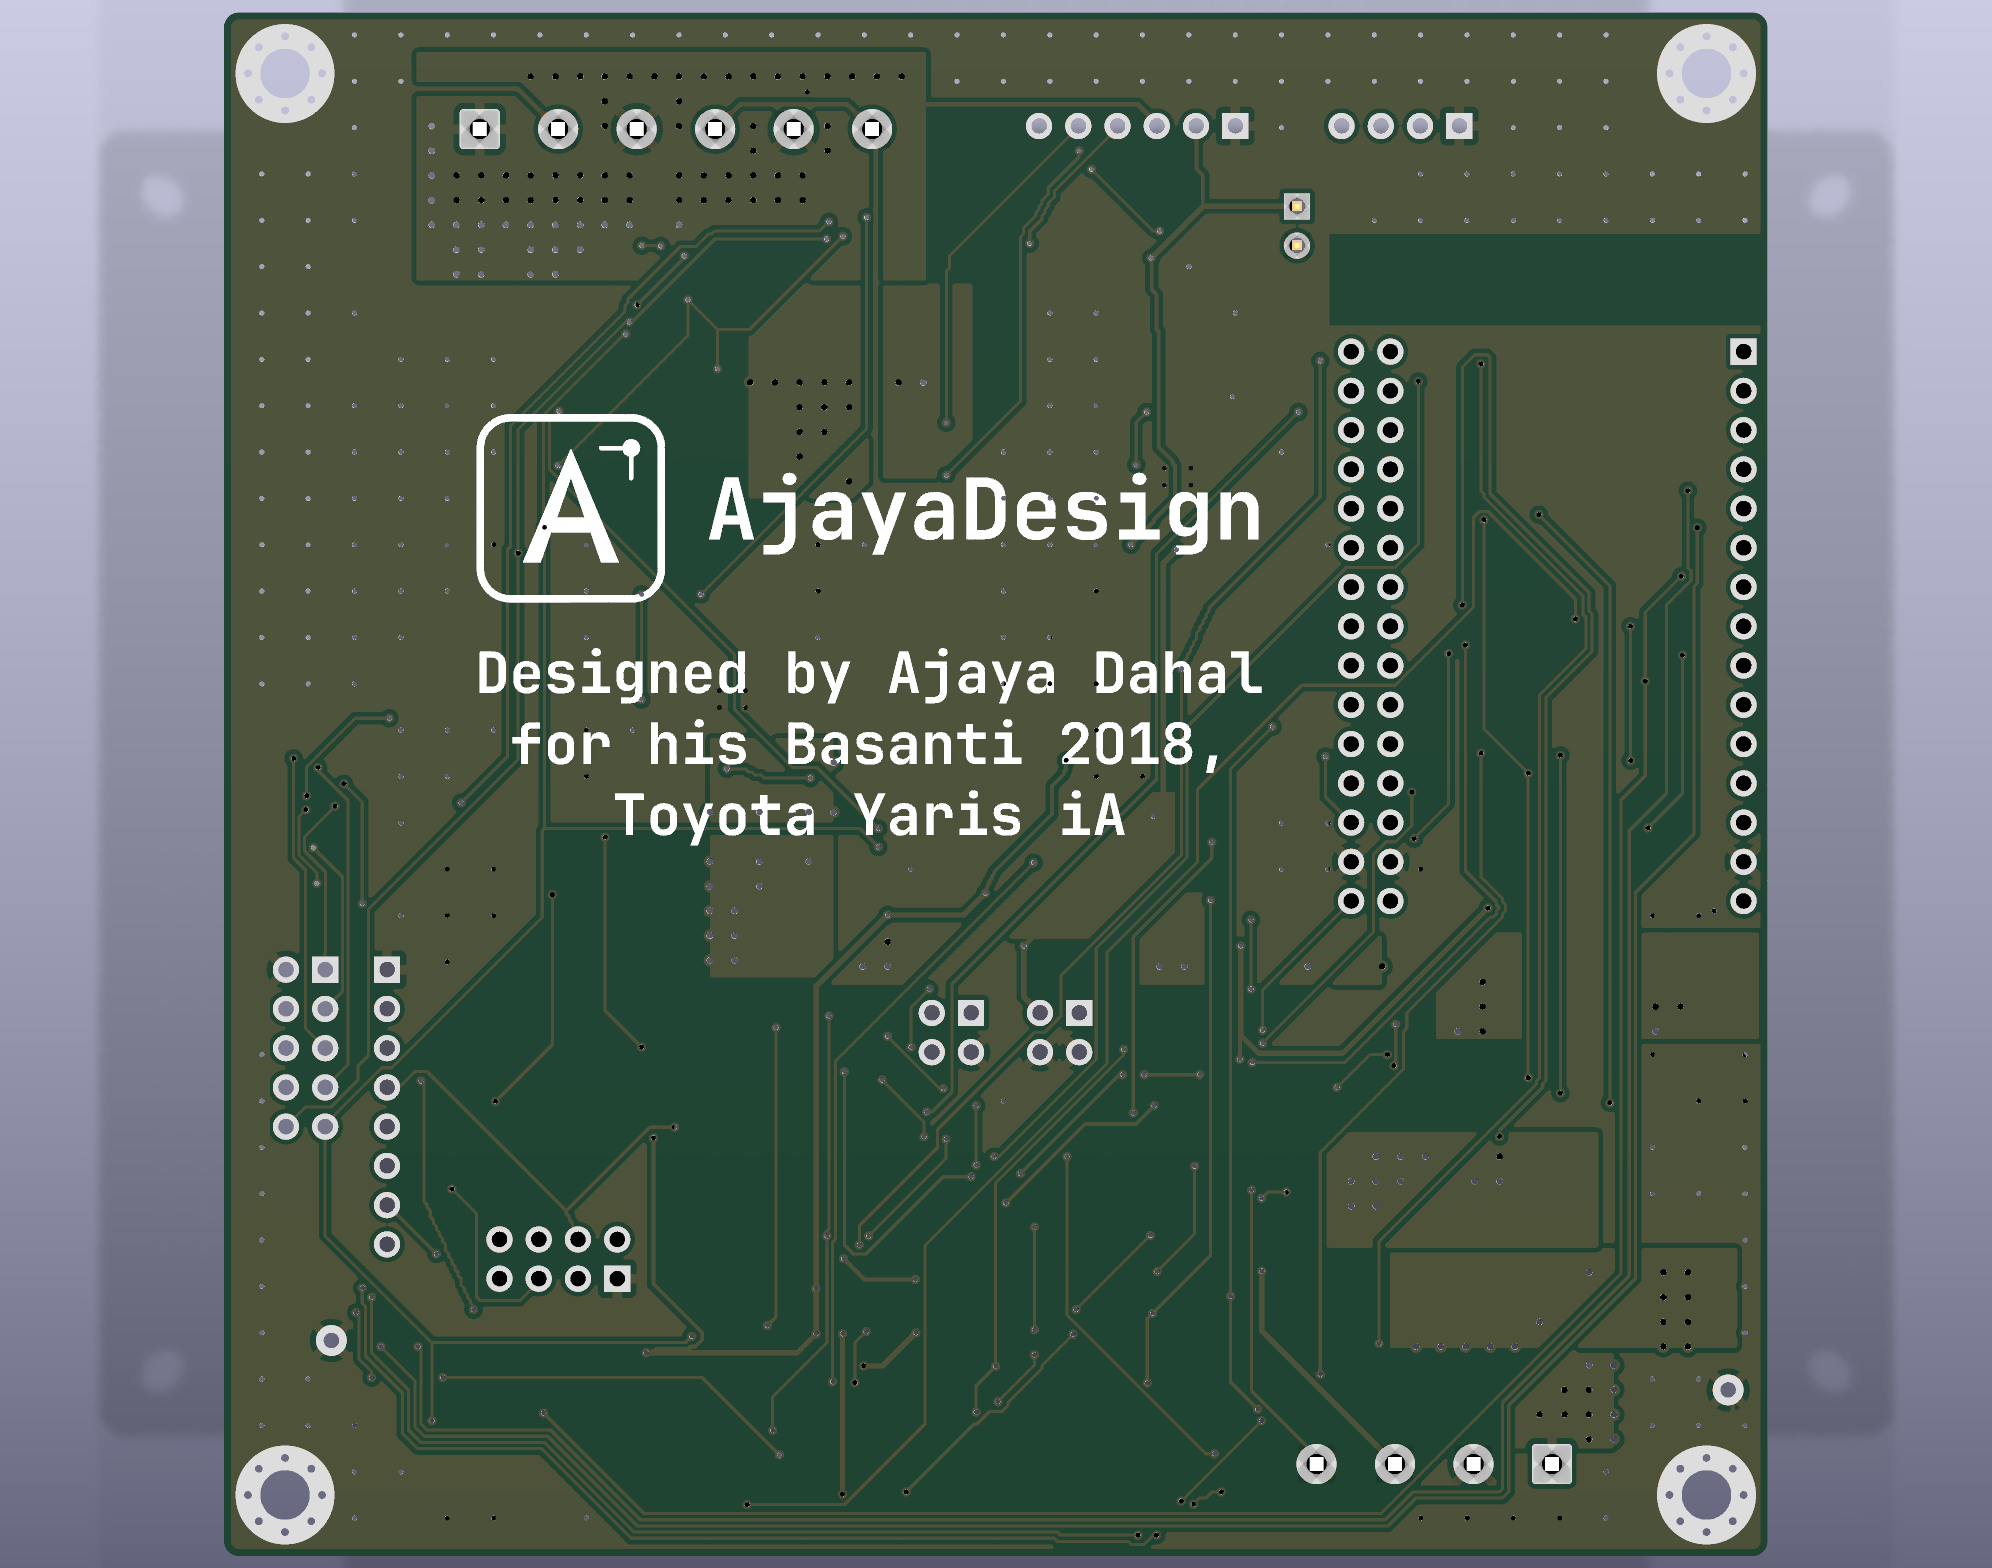 A
AjayaDesign
Designed by Ajaya Dahal
for his Basanti 2018,
Toyota Yaris iA